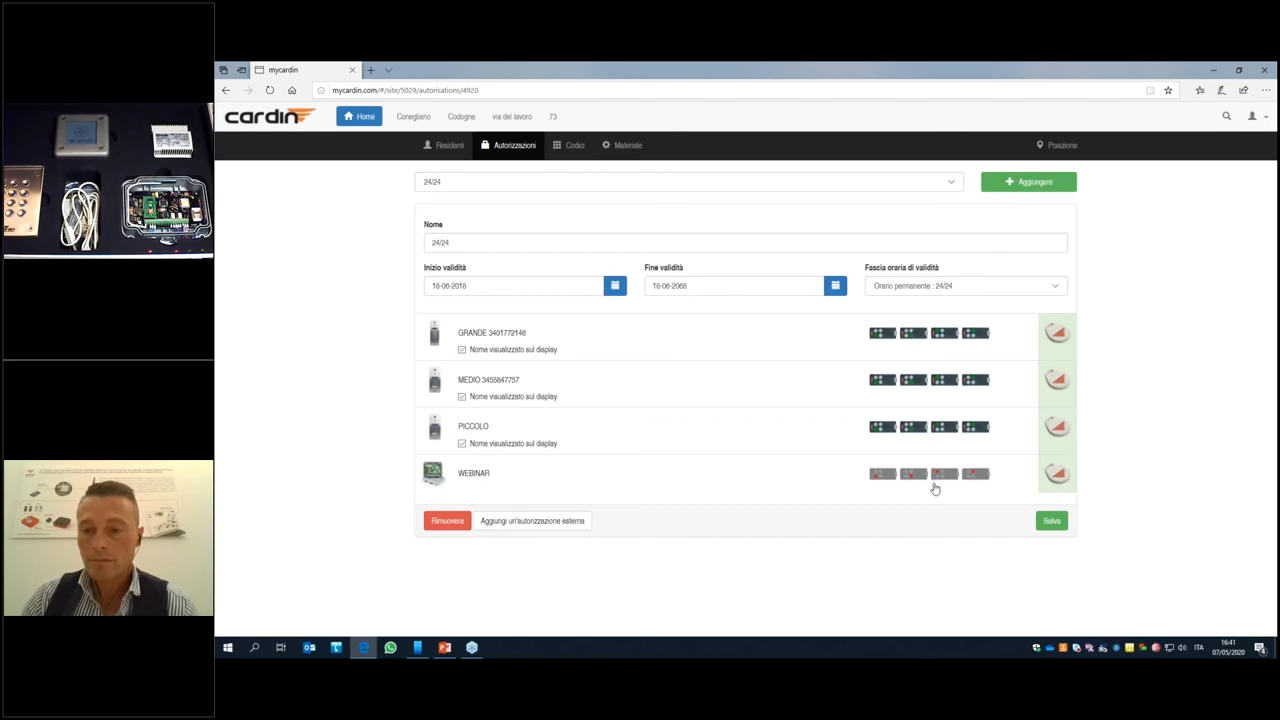 mycardin
mycardin.com/#/site/5029/autorisations/4920
cardin
Home
Conegliano
Codogne
via del lavoro
73
Residenti
Autorizzazioni
Codici
Materiale
Posizione
24/24
Aggiungere
Nome
24/24
Inizio validità
Fine validità
Fascia oraria di validità
18-06-2018
18-06-2068
Orario permanente : 24/24
GRANDE 3401772146
Nome visualizzato sul display
MEDIO 3455847757
Nome visualizzato sul display
PICCOLO
Nome visualizzato sul display
WEBINAR
Rimuovere
Aggiungi un'autorizzazione esterna
Salva
ITA
16:41
07/05/2020